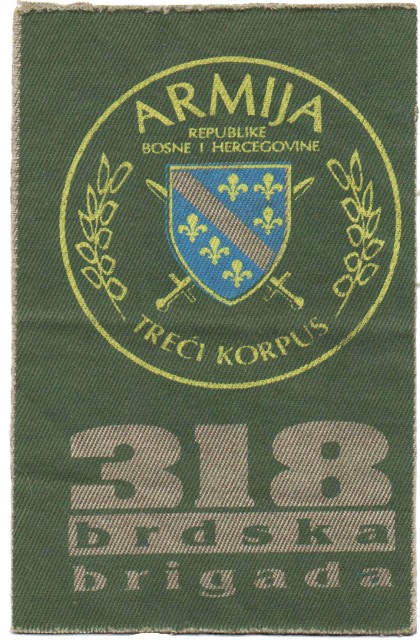 ARMIJA
REPUBLIKE
BOSNE I HERCEGOVINE
TREĆI KORPUS
318
brdska
brigada